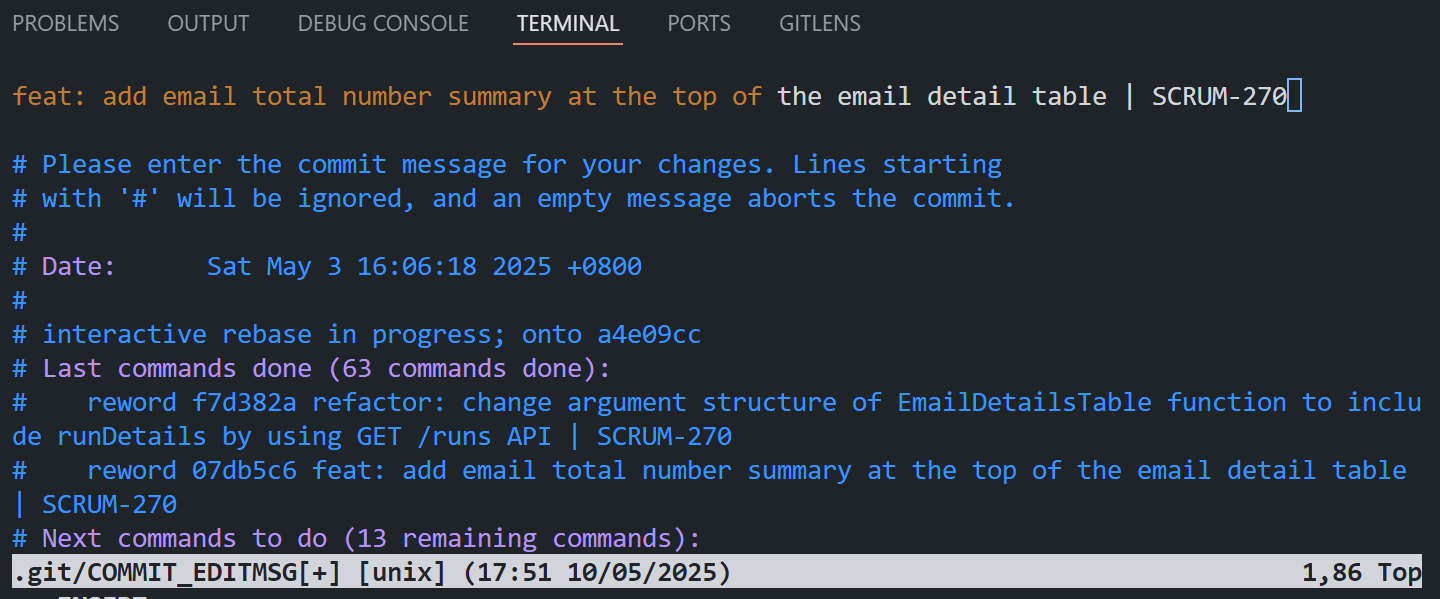 PROBLEMS OUTPUT DEBUG CONSOLE TERMINAL PORTS GITLENS
feat: add email total number summary at the top of the email detail table | SCRUM-270
# Please enter the commit message for your changes. Lines starting
# with '#' will be ignored, and an empty message aborts the commit.
#
# Date:      Sat May 3 16:06:18 2025 +0800
#
# interactive rebase in progress; onto a4e09cc
# Last commands done (63 commands done):
#    reword f7d382a refactor: change argument structure of EmailDetailsTable function to inclu
de runDetails by using GET /runs API | SCRUM-270
#    reword 07db5c6 feat: add email total number summary at the top of the email detail table
| SCRUM-270
# Next commands to do (13 remaining commands):
.git/COMMIT_EDITMSG[+] [unix] (17:51 10/05/2025) 1,86 Top